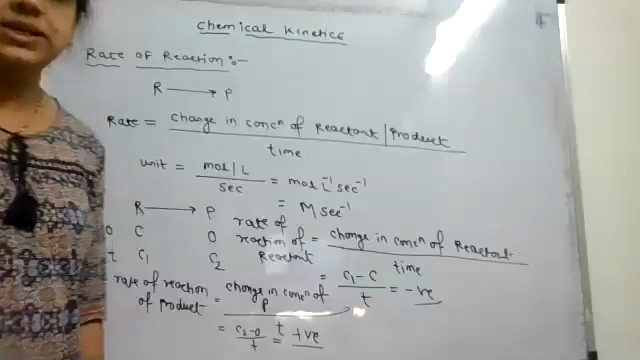 Chemical Kinetics
Rate of Reaction :-
R ⟶ P
Rate = change in concⁿ of Reactant / Product
time
unit = mol/L
sec
= mol L⁻¹ sec⁻¹
= M sec⁻¹
R ⟶ P
0 C 0
t C₁ C₂
rate of
reaction of = change in concⁿ of Reactant
Reactant time
= C₁ - C
t
= -ve
rate of reaction
of product = change in concⁿ of
P
t
= C₂-0
t
= +ve